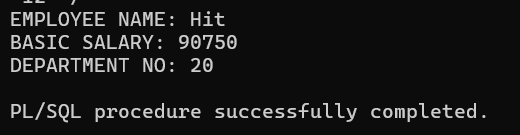 EMPLOYEE NAME: Hit
BASIC SALARY: 90750
DEPARTMENT NO: 20
PL/SQL procedure successfully completed.